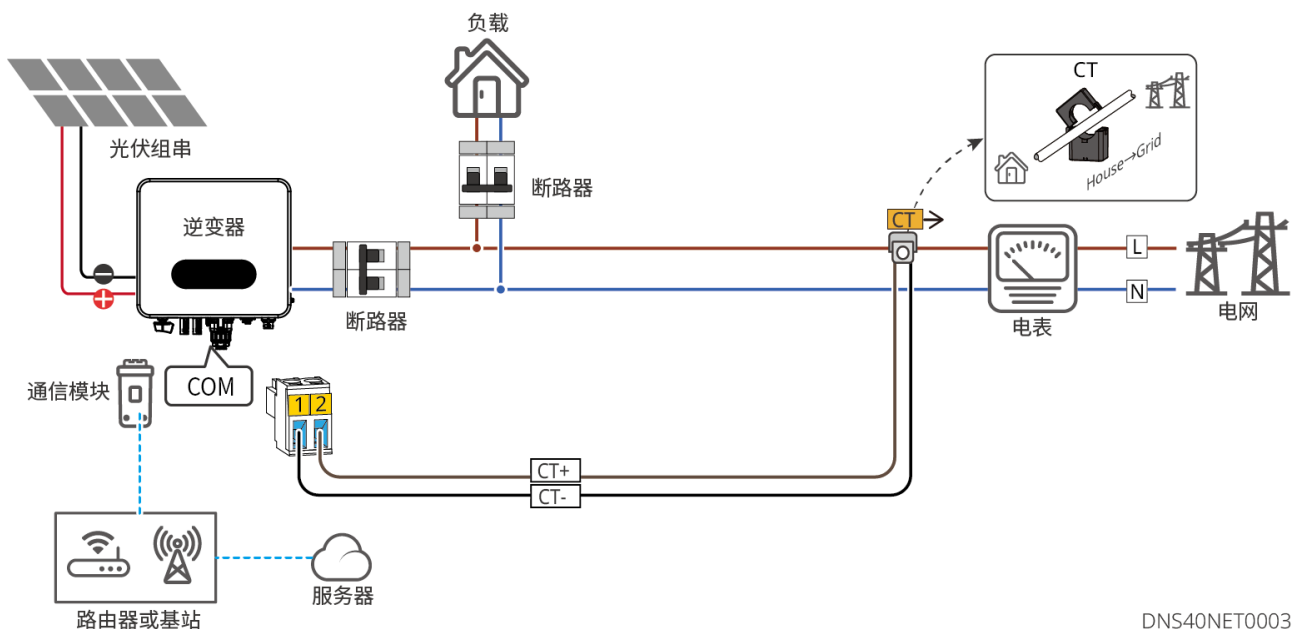 负载
CT
House→Grid
光伏组串
断路器
逆变器
CT
L
N
断路器
电表
电网
通信模块
COM
1 2
CT+
CT-
服务器
路由器或基站
DNS40NET0003